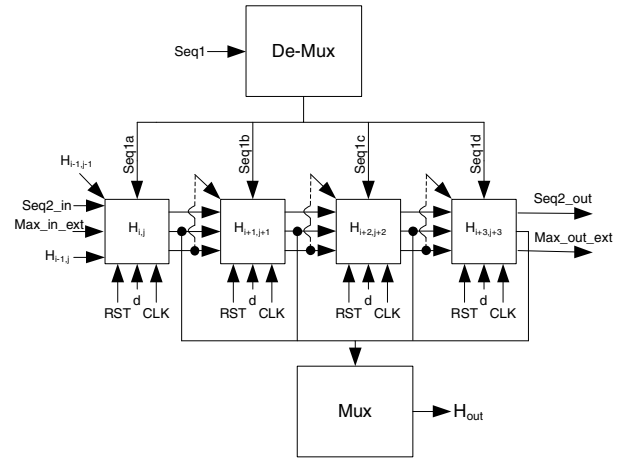 De-Mux
Seq1
Seq1a
Seq1b
Seq1c
Seq1d
Hi-1,j-1
Seq2_in
Max_in_ext
Hi-1,j
Hi,j
Hi+1,j+1
Hi+2,j+2
Hi+3,j+3
Seq2_out
Max_out_ext
RST d CLK
RST d CLK
RST d CLK
RST d CLK
Mux
Hout